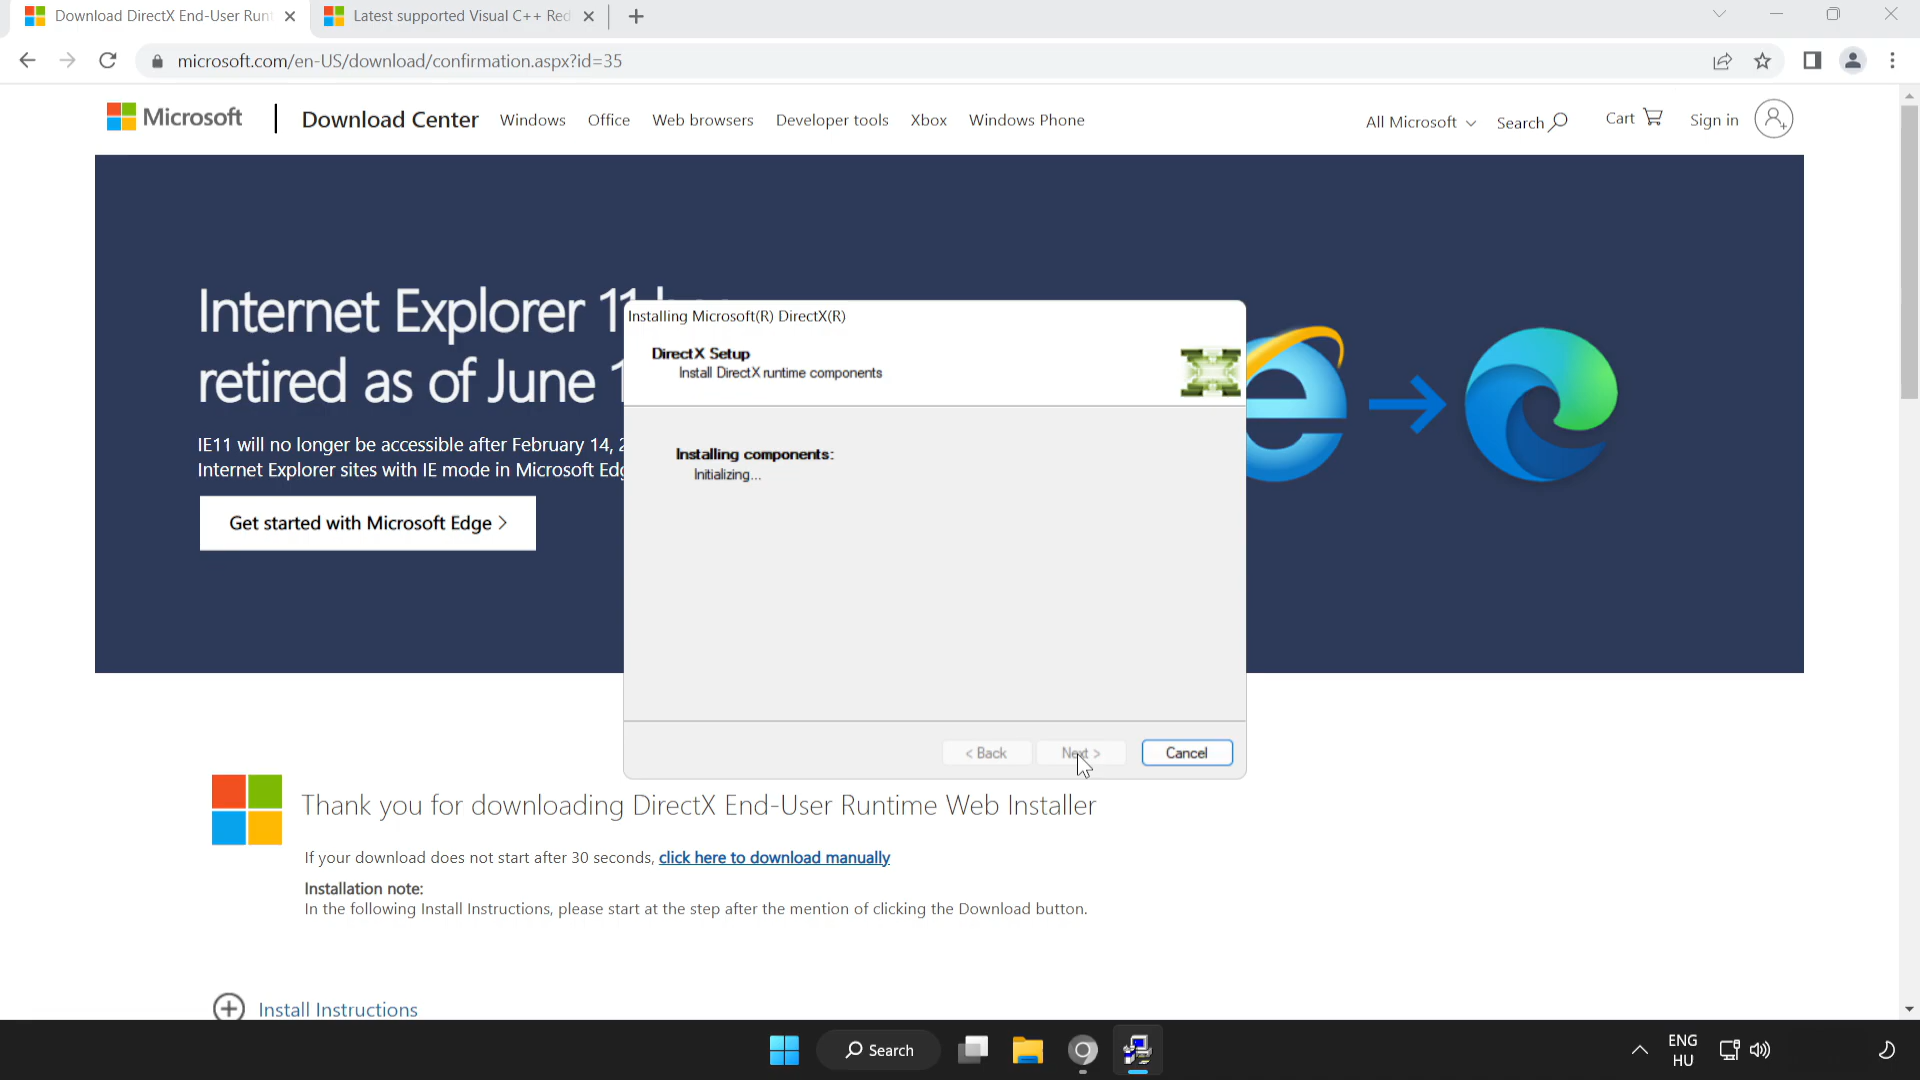 Download DirectX End-User Runt
Latest supported Visual C++ Red
microsoft.com/en-US/download/confirmation.aspx?id=35
Microsoft
Download Center
Windows
Office
Web browsers
Developer tools
Xbox
Windows Phone
All Microsoft
Search
Cart
Sign in
Internet Explorer 11
retired as of June 1
IE11 will no longer be accessible after February 14, 2
Internet Explorer sites with IE mode in Microsoft Edg
Get started with Microsoft Edge >
Installing Microsoft(R) DirectX(R)
DirectX Setup
Install DirectX runtime components
Installing components:
Initializing...
< Back
Next >
Cancel
Thank you for downloading DirectX End-User Runtime Web Installer
If your download does not start after 30 seconds, click here to download manually
Installation note:
In the following Install Instructions, please start at the step after the mention of clicking the Download button.
Install Instructions
Search
ENG
HU